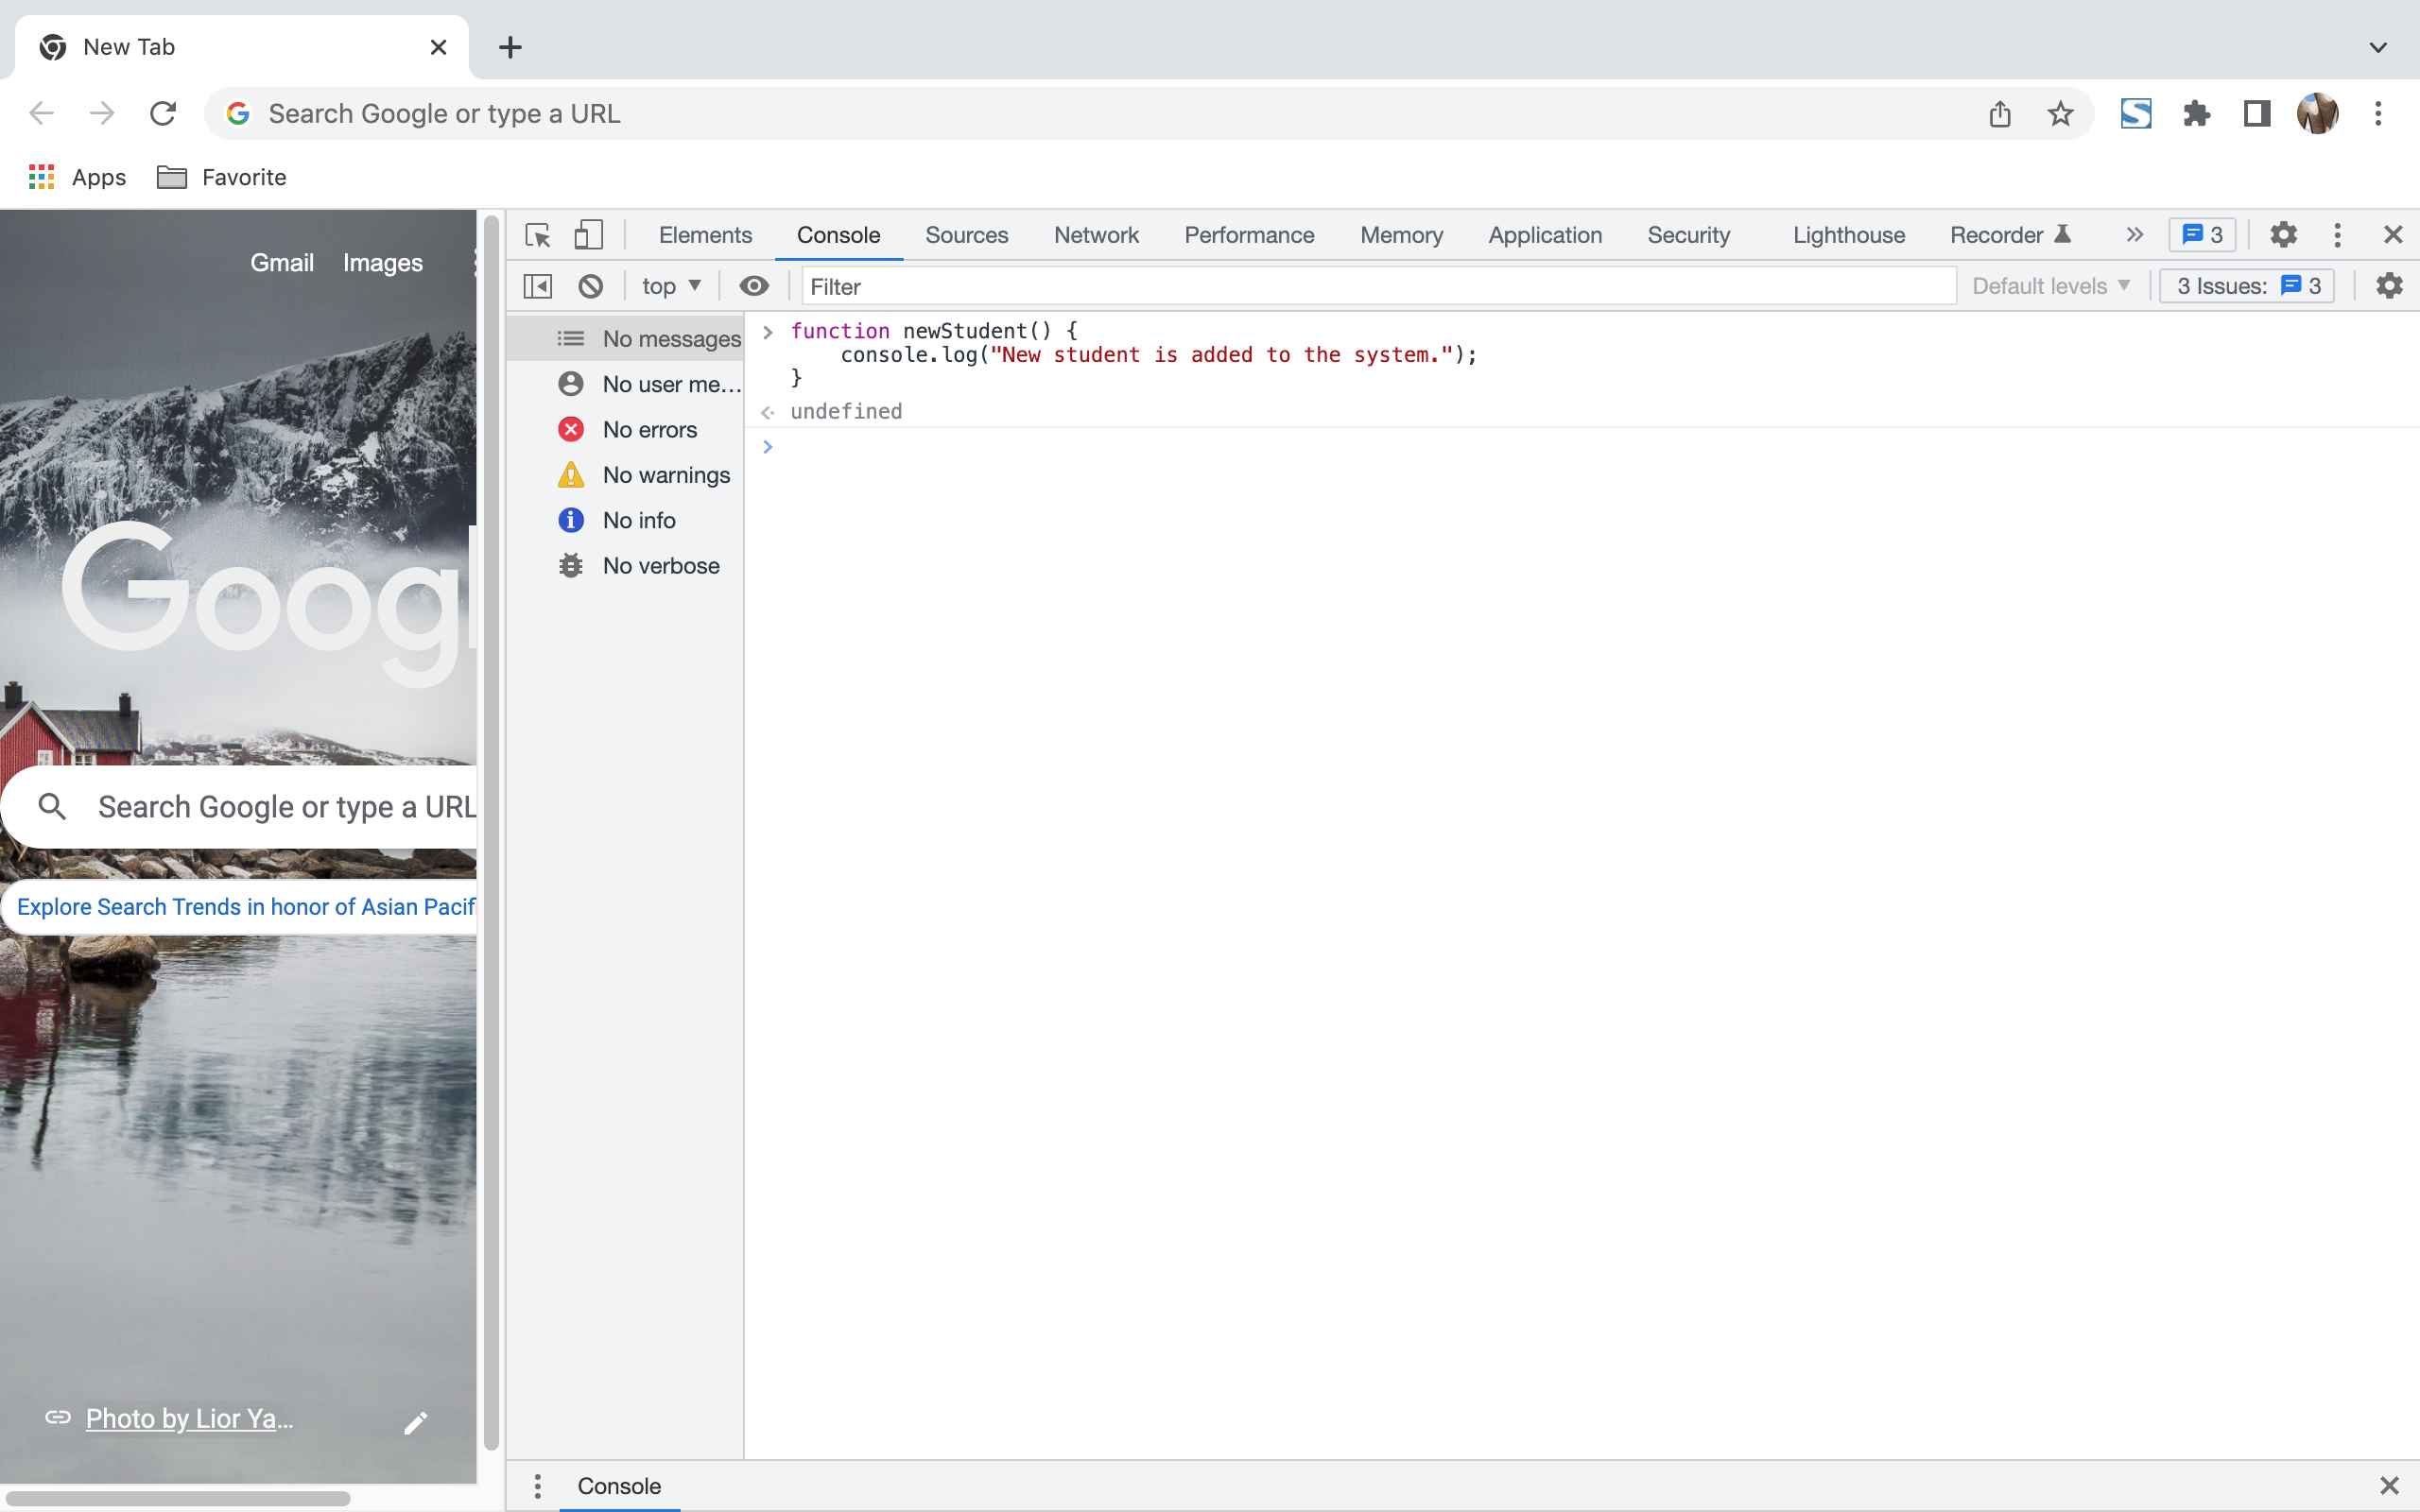 New Tab
Search Google or type a URL
Apps Favorite
Gmail Images
Googl
Search Google or type a URL
Explore Search Trends in honor of Asian Pacif
Photo by Lior Ya...
Elements Console Sources Network Performance Memory Application Security Lighthouse Recorder 3
top Filter Default levels 3 Issues: 3
No messages
No user me...
No errors
No warnings
No info
No verbose
function newStudent() {
console.log("New student is added to the system.");
}
undefined
Console